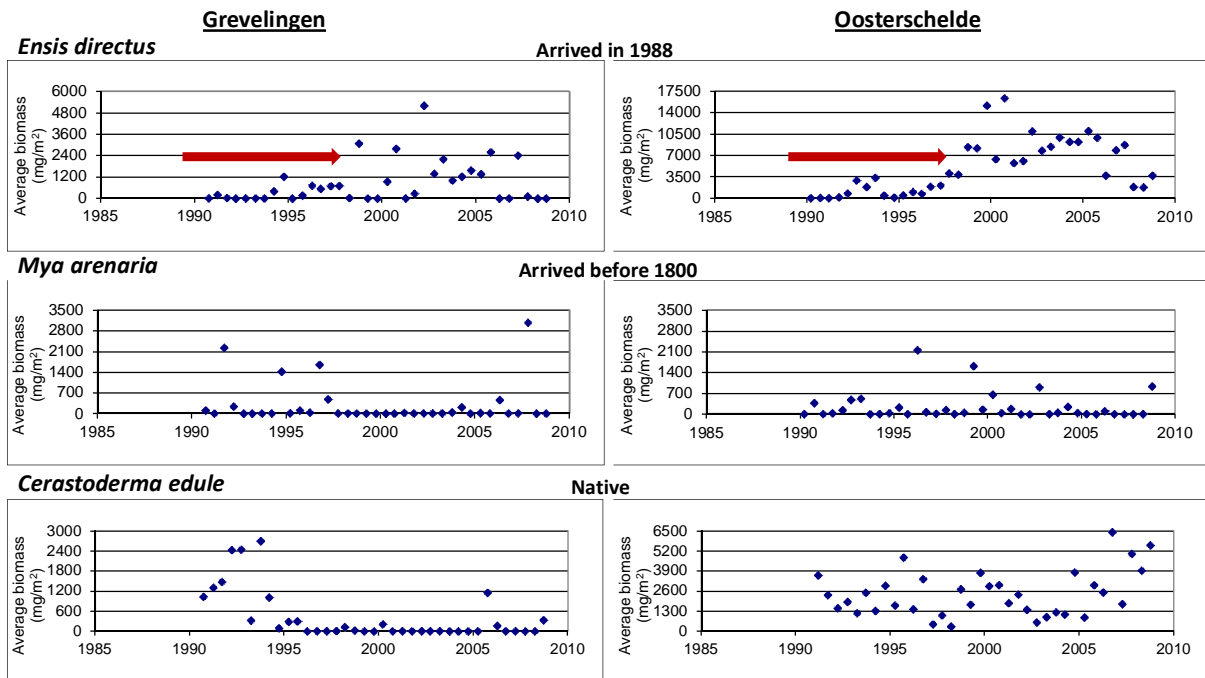 Grevelingen
Oosterschelde
Ensis directus
Arrived in 1988
Average biomass
(mg/m²)
6000
4800
3600
2400
1200
0
1985 1990 1995 2000 2005 2010
Average biomass
(mg/m²)
17500
14000
10500
7000
3500
0
1985 1990 1995 2000 2005 2010
Mya arenaria
Arrived before 1800
Average biomass
(mg/m²)
3500
2800
2100
1400
700
0
1985 1990 1995 2000 2005 2010
Average biomass
(mg/m²)
3500
2800
2100
1400
700
0
1985 1990 1995 2000 2005 2010
Cerastoderma edule
Native
Average biomass
(mg/m²)
3000
2400
1800
1200
600
0
1985 1990 1995 2000 2005 2010
Average biomass
(mg/m²)
6500
5200
3900
2600
1300
0
1985 1990 1995 2000 2005 2010